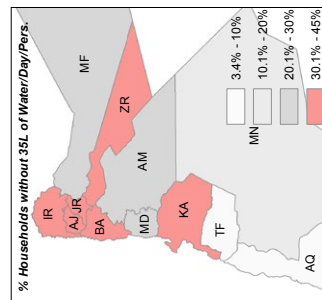 % Households without 35L of Water/Day/Pers.
IR
AJ
JR
BA
MF
ZR
AM
MD
KA
TF
MN
AQ
3.4% - 10%
10.1% - 20%
20.1% - 30%
30.1% - 45%